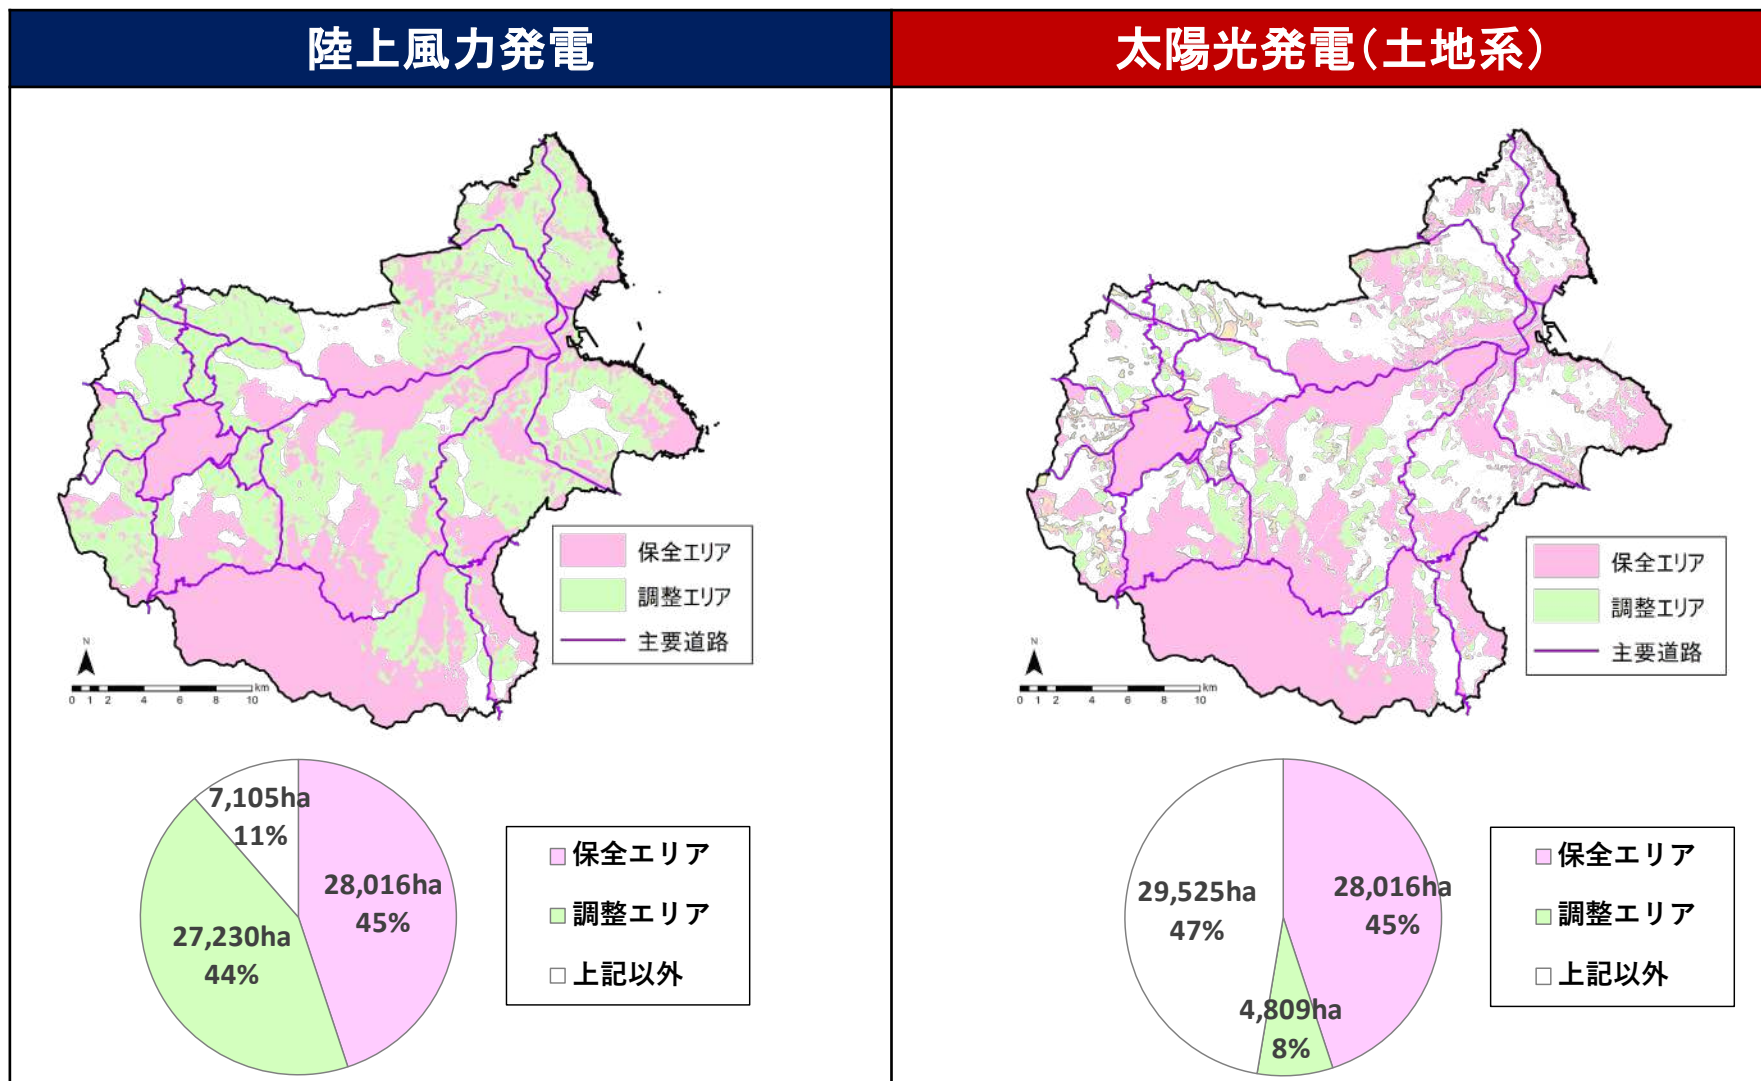 陸上風力発電
太陽光発電(土地系)
保全エリア
調整エリア
主要道路
N
km
0 1 2 4 6 8 10
保全エリア
調整エリア
主要道路
N
km
0 1 2 4 6 8 10
7,105ha
11%
28,016ha
45%
27,230ha
44%
保全エリア
調整エリア
上記以外
29,525ha
47%
28,016ha
45%
4,809ha
8%
保全エリア
調整エリア
上記以外